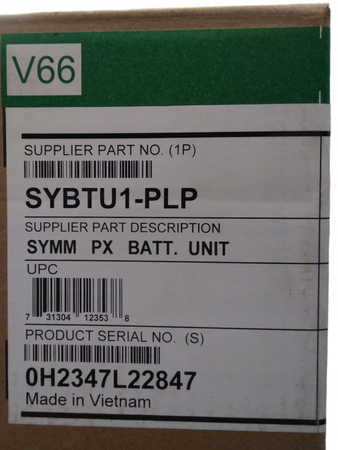 V66
SUPPLIER PART NO. (1P)
SYBTU1-PLP
SUPPLIER PART DESCRIPTION
SYMM PX BATT. UNIT
UPC
7 31304 12353 8
PRODUCT SERIAL NO. (S)
0H2347L22847
Made in Vietnam